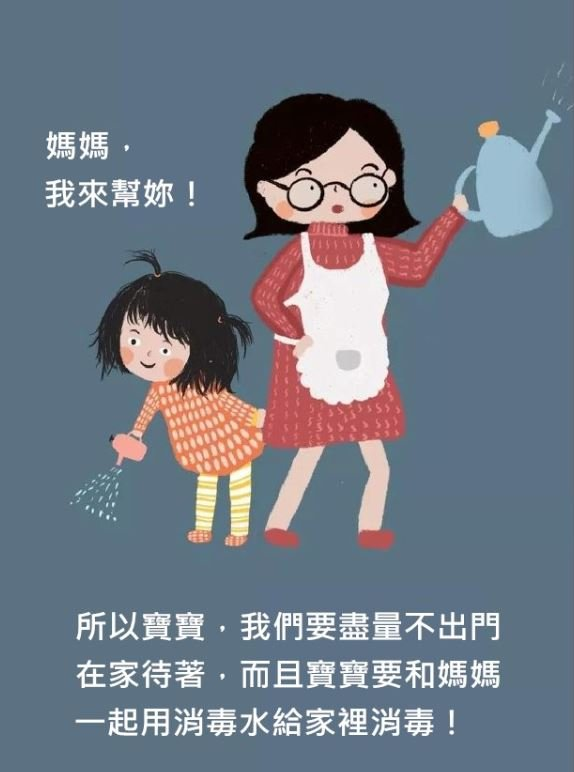 媽媽，
我來幫妳！
所以寶寶，我們要盡量不出門
在家待著，而且寶寶要和媽媽
一起用消毒水給家裡消毒！